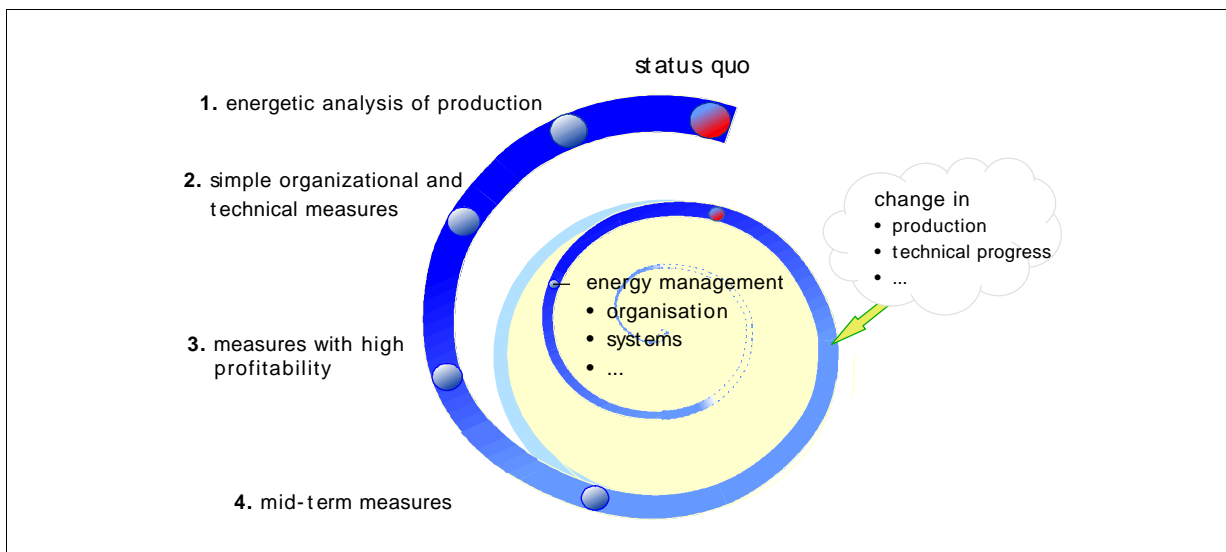 status quo
1. energetic analysis of production
2. simple organizational and
technical measures
3. measures with high
profitability
4. mid-term measures
energy management
• organisation
• systems
• ...
change in
• production
• technical progress
• ...